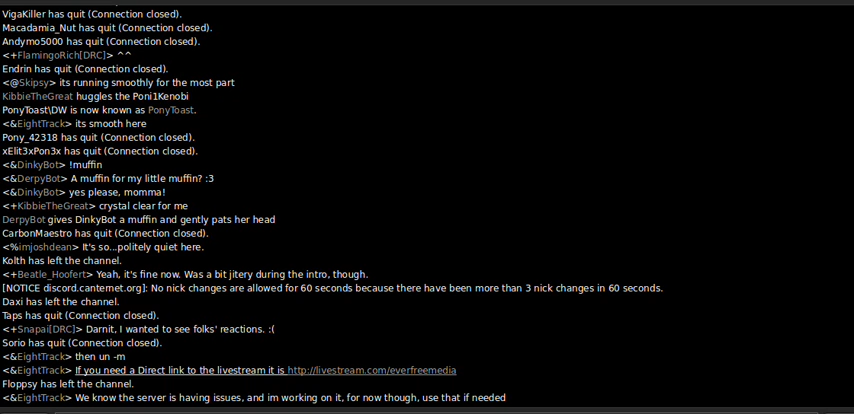 VigaKiller has quit (Connection closed).
Macadamia_Nut has quit (Connection closed).
Andymo5000 has quit (Connection closed).
<+FlamingoRich[DRC]> ^^
Endrin has quit (Connection closed).
<@Skipsy> its running smoothly for the most part
KibbieTheGreat huggles the Poni1Kenobi
PonyToast\DW is now known as PonyToast.
<&EightTrack> its smooth here
Pony_42318 has quit (Connection closed).
xElit3xPon3x has quit (Connection closed).
<&DinkyBot> !muffin
<&DerpyBot> A muffin for my little muffin? :3
<&DinkyBot> yes please, momma!
<+KibbieTheGreat> crystal clear for me
DerpyBot gives DinkyBot a muffin and gently pats her head
CarbonMaestro has quit (Connection closed).
<%imjoshdean> It's so...politely quiet here.
Kolth has left the channel.
<+Beatle_Hoofert> Yeah, it's fine now. Was a bit jitery during the intro, though.
[NOTICE discord.canternet.org]: No nick changes are allowed for 60 seconds because there have been more than 3 nick changes in 60 seconds.
Daxi has left the channel.
Taps has quit (Connection closed).
<+Snapai[DRC]> Darnit, I wanted to see folks' reactions. :(
Sorio has quit (Connection closed).
<&EightTrack> then un -m
<&EightTrack> If you need a Direct link to the livestream it is http://livestream.com/everfreemedia
Floppsy has left the channel.
<&EightTrack> We know the server is having issues, and im working on it, for now though, use that if needed